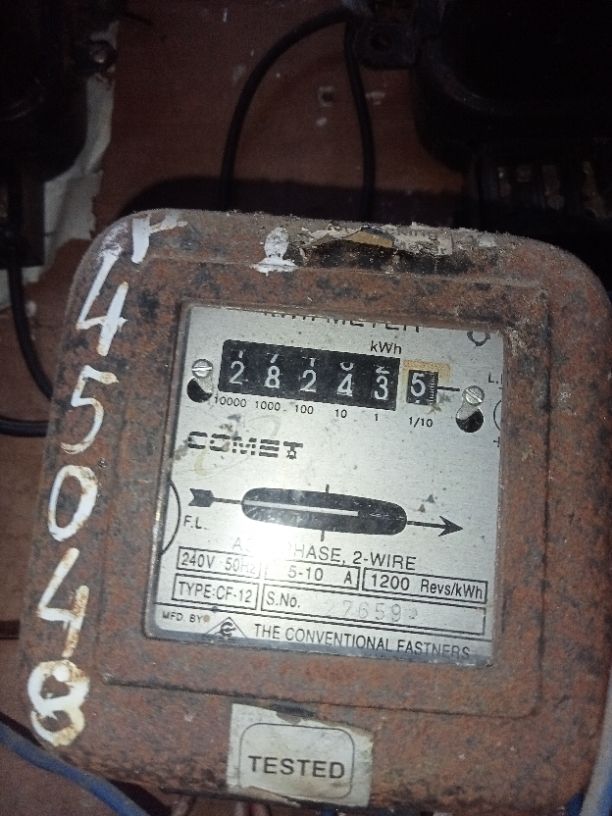 45048
kWh
2 8 2 4 3 5
10000 1000 100 10 1 1/10
COMET
F.L.
PHASE, 2-WIRE
240V 50Hz 5-10 A 1200 Revs/kWh
TYPE:CF-12 S.No.
MFD. BY THE CONVENTIONAL FASTNERS
TESTED